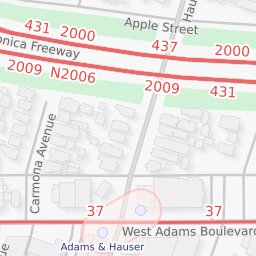 Apple Street
Hau
431 2000
437
2000
onica Freeway
2009 N2006
2009
431
Carmona Avenue
37
37
West Adams Boulevard
Adams & Hauser